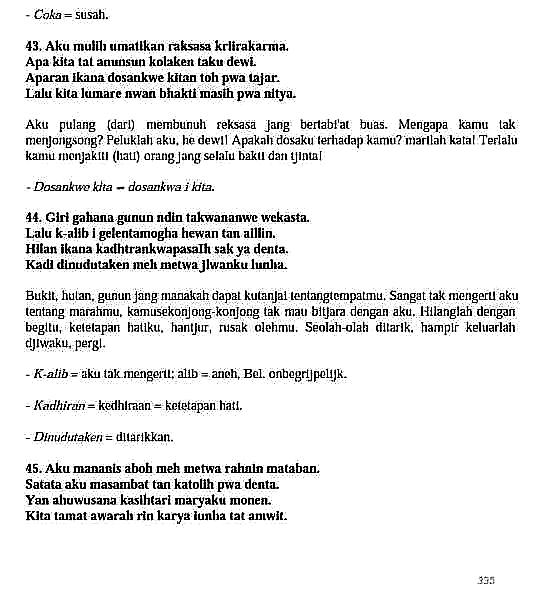 - Coka = susah.
43. Aku mulih umatikan raksasa krurakarma.
Apa kita tat anunsun kolaken taku dewi.
Aparan ikana dosankwe kitan toh pwa tajar.
Lalu kita lumare nwan bhakti masih pwa nitya.
Aku pulang (dari) membunuh reksasa jang bertabi'at buas. Mengapa kamu tak
menjongsong? Peluklah aku, he dewi! Apakah dosaku terhadap kamu? marilah kata! Terlalu
kamu menjakiti (hati) orang jang selalu bakti dan tjinta!
- Dosankwe kita = dosankwa i kita.
44. Giri gahana gunun ndin takwananwe wekasta.
Lalu k-alib i gelentamogha hewan tan allin.
Hilan ikana kadhtrankwapasalh sak ya denta.
Kadi dinudutaken meh metwa jiwanku lunha.
Bukit, hutan, gunun jang manakah dapat kutanjai tentangtempatmu. Sangat tak mengerti aku
tentang marahmu, kamusekonjong-konjong tak mau bitjara dengan aku. Hilanglah dengan
begitu, ketetapan hatiku, hantjur, rusak olehmu. Seolah-olah ditarik, hampir keluarlah
djiwaku, pergi.
- K-alib = aku tak mengerti; alib = aneh, Bel. onbegrijpelijk.
- Kadhiran = kedhiraan = ketetapan hati.
- Dinudutaken = ditarikkan.
45. Aku mananis aboh meh metwa rahnin mataban.
Satata aku masambat tan katolih pwa denta.
Yan ahuwusana kasihtari maryaku monen.
Kita tamat awarah rin karya lunha tat amwit.
335